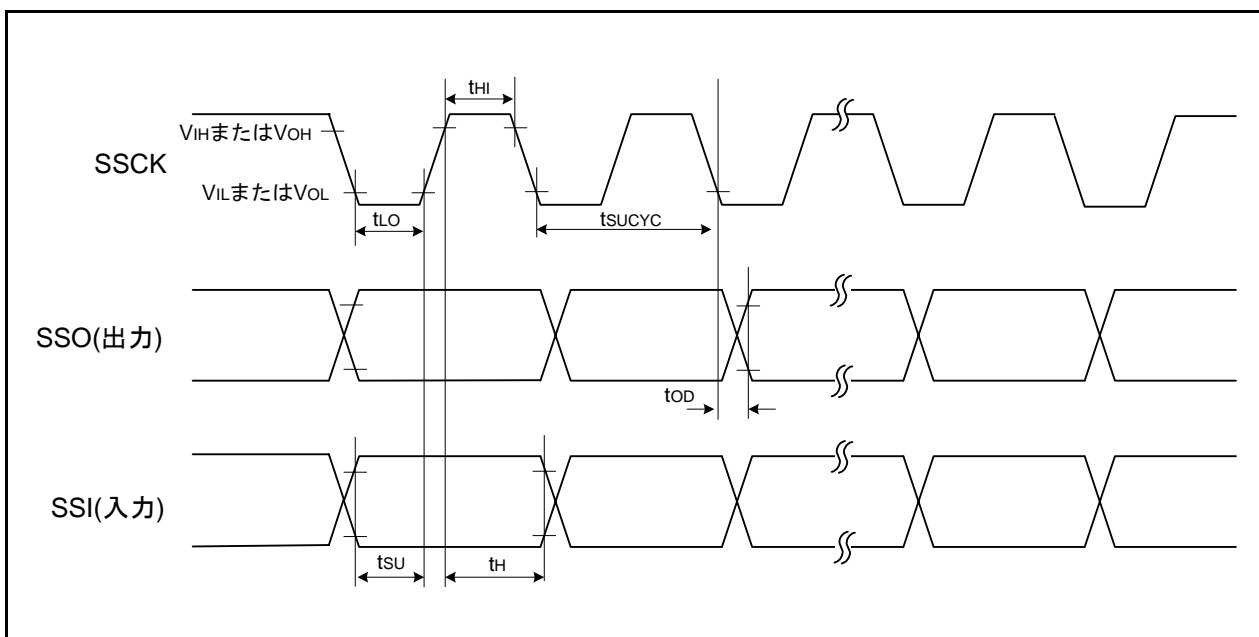 tHI
VIHまたはVOH
SSCK
VILまたはVOL
tLO
tSUCYC
SSO(出力)
tOD
SSI(入力)
tSU
tH